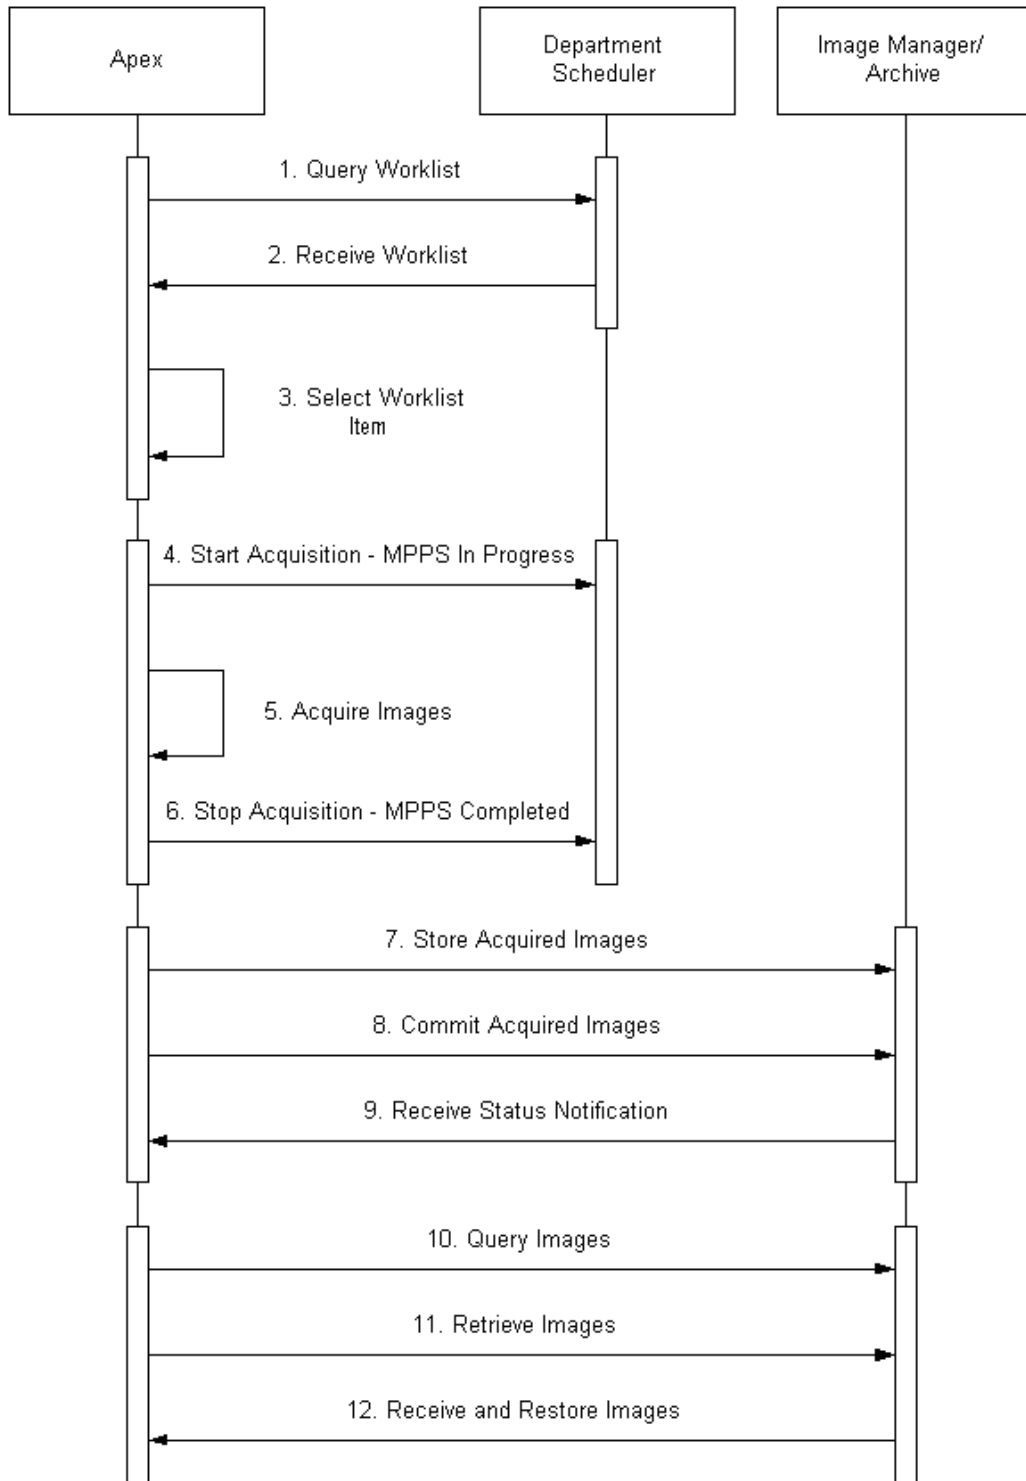 Apex
Department
Scheduler
Image Manager/
Archive
1. Query Worklist
2. Receive Worklist
3. Select Worklist
Item
4. Start Acquisition - MPPS In Progress
5. Acquire Images
6. Stop Acquisition - MPPS Completed
7. Store Acquired Images
8. Commit Acquired Images
9. Receive Status Notification
10. Query Images
11. Retrieve Images
12. Receive and Restore Images